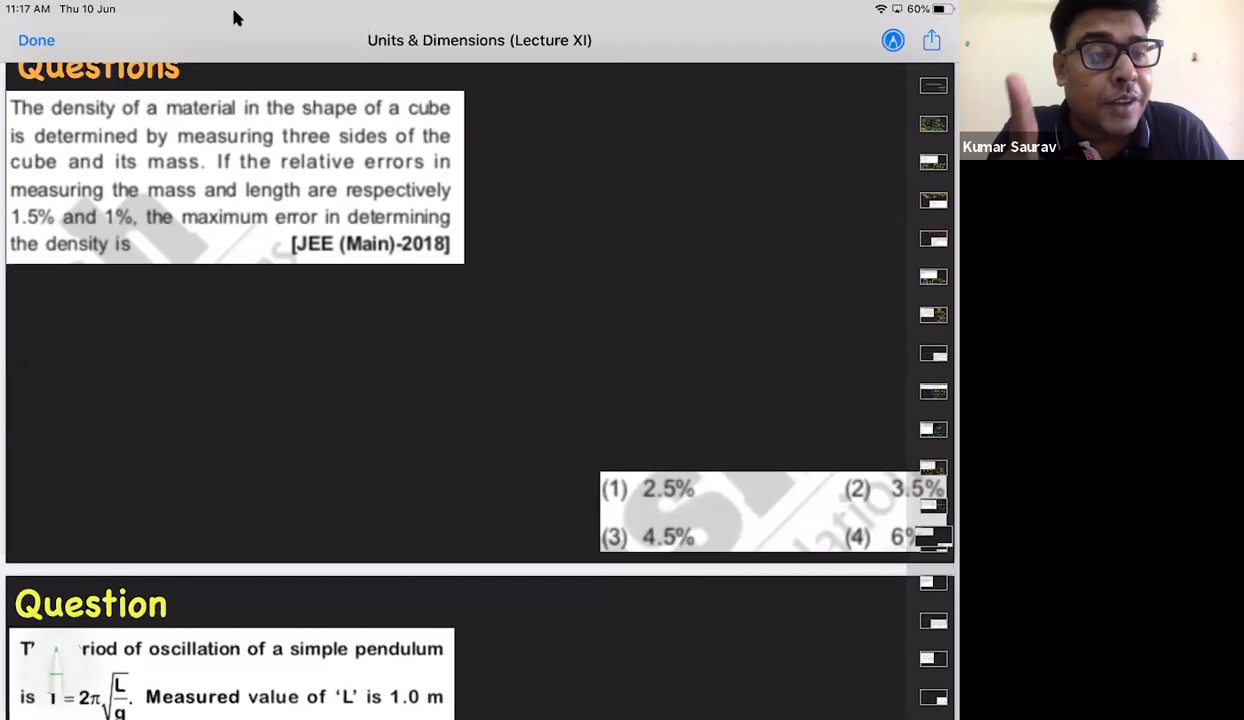 11:17 AM Thu 10 Jun
60%
Done
Units & Dimensions (Lecture XI)
Questions
The density of a material in the shape of a cube
is determined by measuring three sides of the
cube and its mass. If the relative errors in
measuring the mass and length are respectively
1.5% and 1%, the maximum error in determining
the density is [JEE (Main)-2018]
(1) 2.5% (2) 3.5%
(3) 4.5% (4) 6%
Question
riod of oscillation of a simple pendulum
is T = 2π√L/g. Measured value of 'L' is 1.0 m
Kumar Saurav